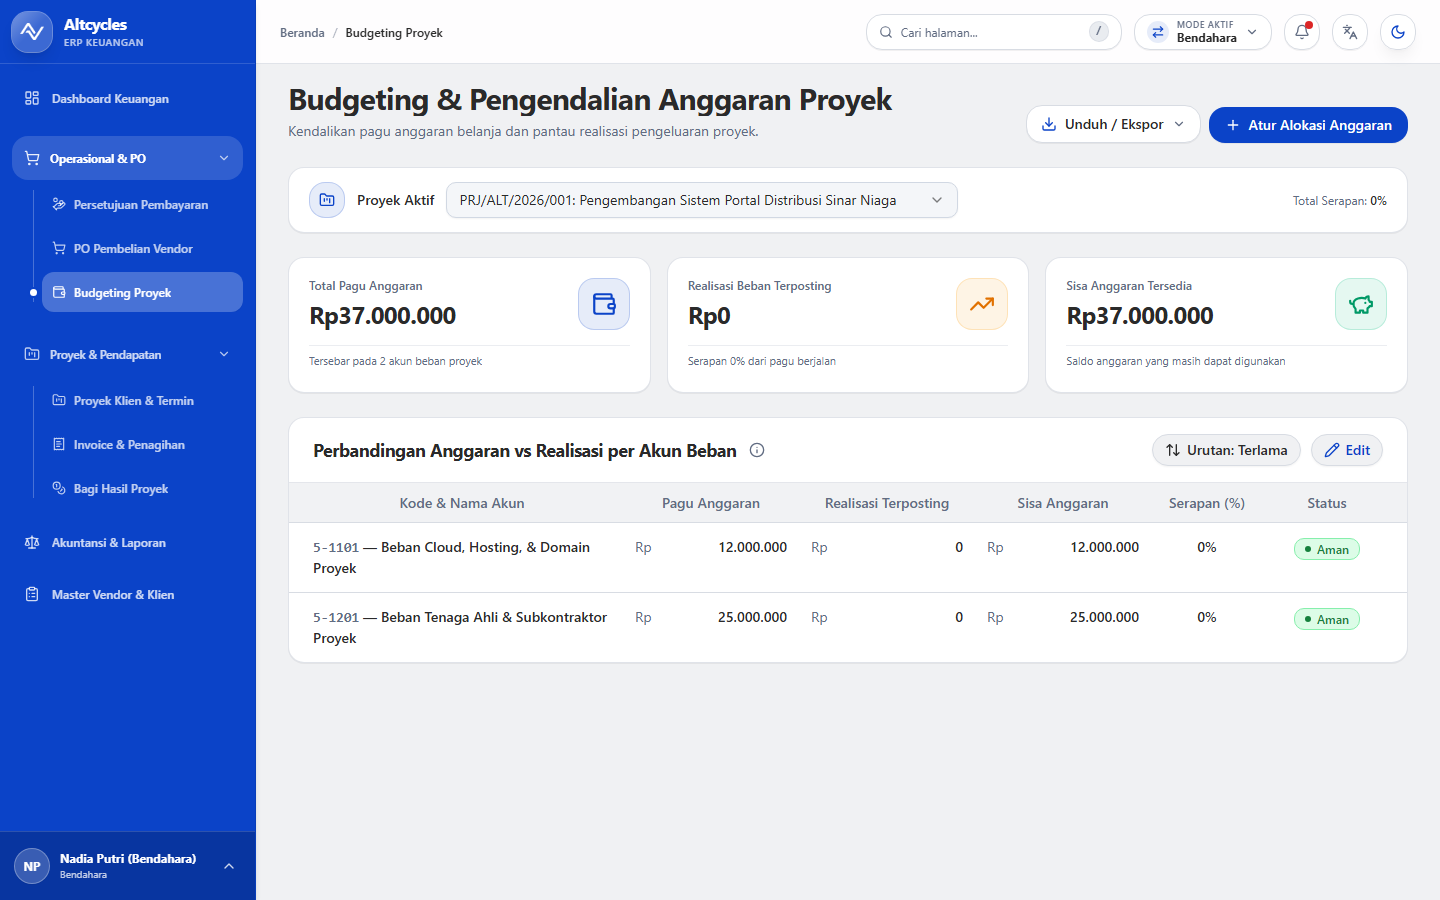 Altcycles
ERP KEUANGAN
Dashboard Keuangan
Operasional & PO
Persetujuan Pembayaran
PO Pembelian Vendor
Budgeting Proyek
Proyek & Pendapatan
Proyek Klien & Termin
Invoice & Penagihan
Bagi Hasil Proyek
Akuntansi & Laporan
Master Vendor & Klien
NP
Nadia Putri (Bendahara)
Bendahara
Beranda / Budgeting Proyek
Cari halaman... /
MODE AKTIF
Bendahara
Budgeting & Pengendalian Anggaran Proyek
Kendalikan pagu anggaran belanja dan pantau realisasi pengeluaran proyek.
Unduh / Ekspor
Atur Alokasi Anggaran
Proyek Aktif
PRJ/ALT/2026/001: Pengembangan Sistem Portal Distribusi Sinar Niaga
Total Serapan: 0%
Total Pagu Anggaran
Rp37.000.000
Tersebar pada 2 akun beban proyek
Realisasi Beban Terposting
Rp0
Serapan 0% dari pagu berjalan
Sisa Anggaran Tersedia
Rp37.000.000
Saldo anggaran yang masih dapat digunakan
Perbandingan Anggaran vs Realisasi per Akun Beban
Urutan: Terlama
Edit
Kode & Nama Akun Pagu Anggaran Realisasi Terposting Sisa Anggaran Serapan (%) Status
5-1101 — Beban Cloud, Hosting, & Domain Proyek Rp 12.000.000 Rp 0 Rp 12.000.000 0% Aman
5-1201 — Beban Tenaga Ahli & Subkontraktor Proyek Rp 25.000.000 Rp 0 Rp 25.000.000 0% Aman